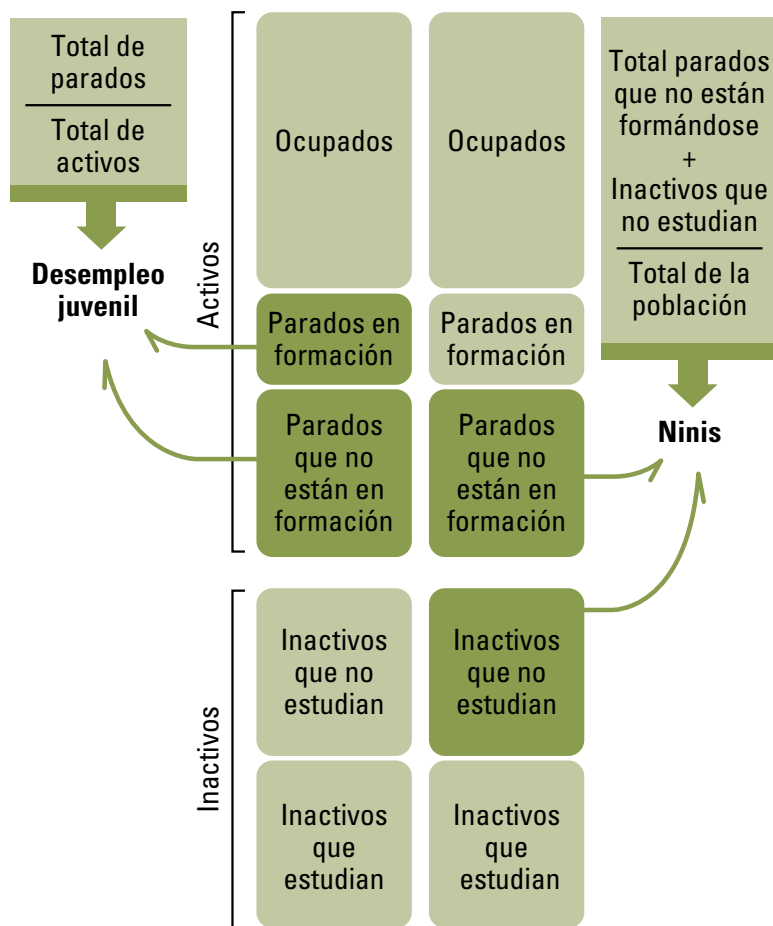 Total de
parados
Total de
activos
Desempleo
juvenil
Activos
Ocupados
Parados en
formación
Parados
que no
están en
formación
Ocupados
Parados en
formación
Parados
que no
están en
formación
Total parados
que no están
formándose
+
Inactivos que
no estudian
Total de la
población
Ninis
Inactivos
Inactivos
que no
estudian
Inactivos
que
estudian
Inactivos
que no
estudian
Inactivos
que
estudian